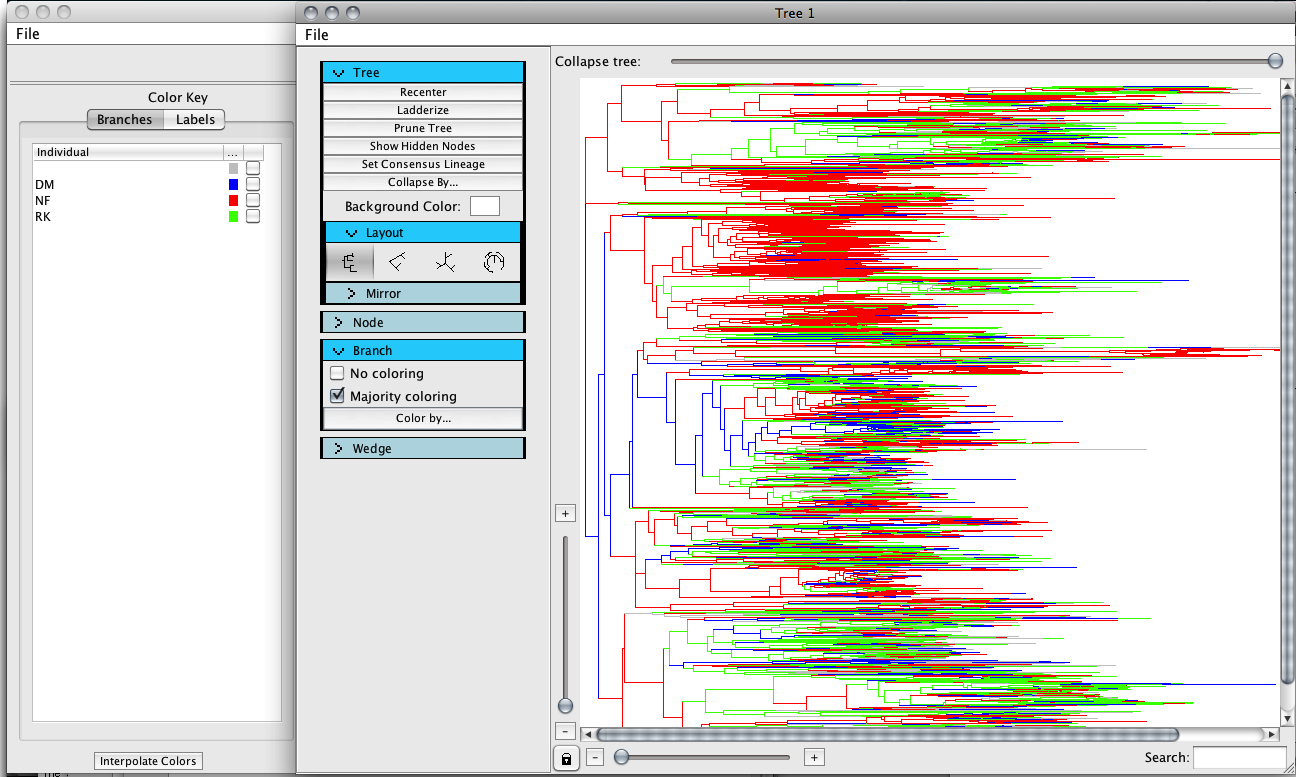 File
Color Key
Branches Labels
Individual ...
DM
NF
RK
Interpolate Colors
Tree 1
File
Tree
Recenter
Ladderize
Prune Tree
Show Hidden Nodes
Set Consensus Lineage
Collapse By...
Background Color:
Layout
Mirror
Node
Branch
No coloring
Majority coloring
Color by...
Wedge
Collapse tree:
+
-
- +
Search: